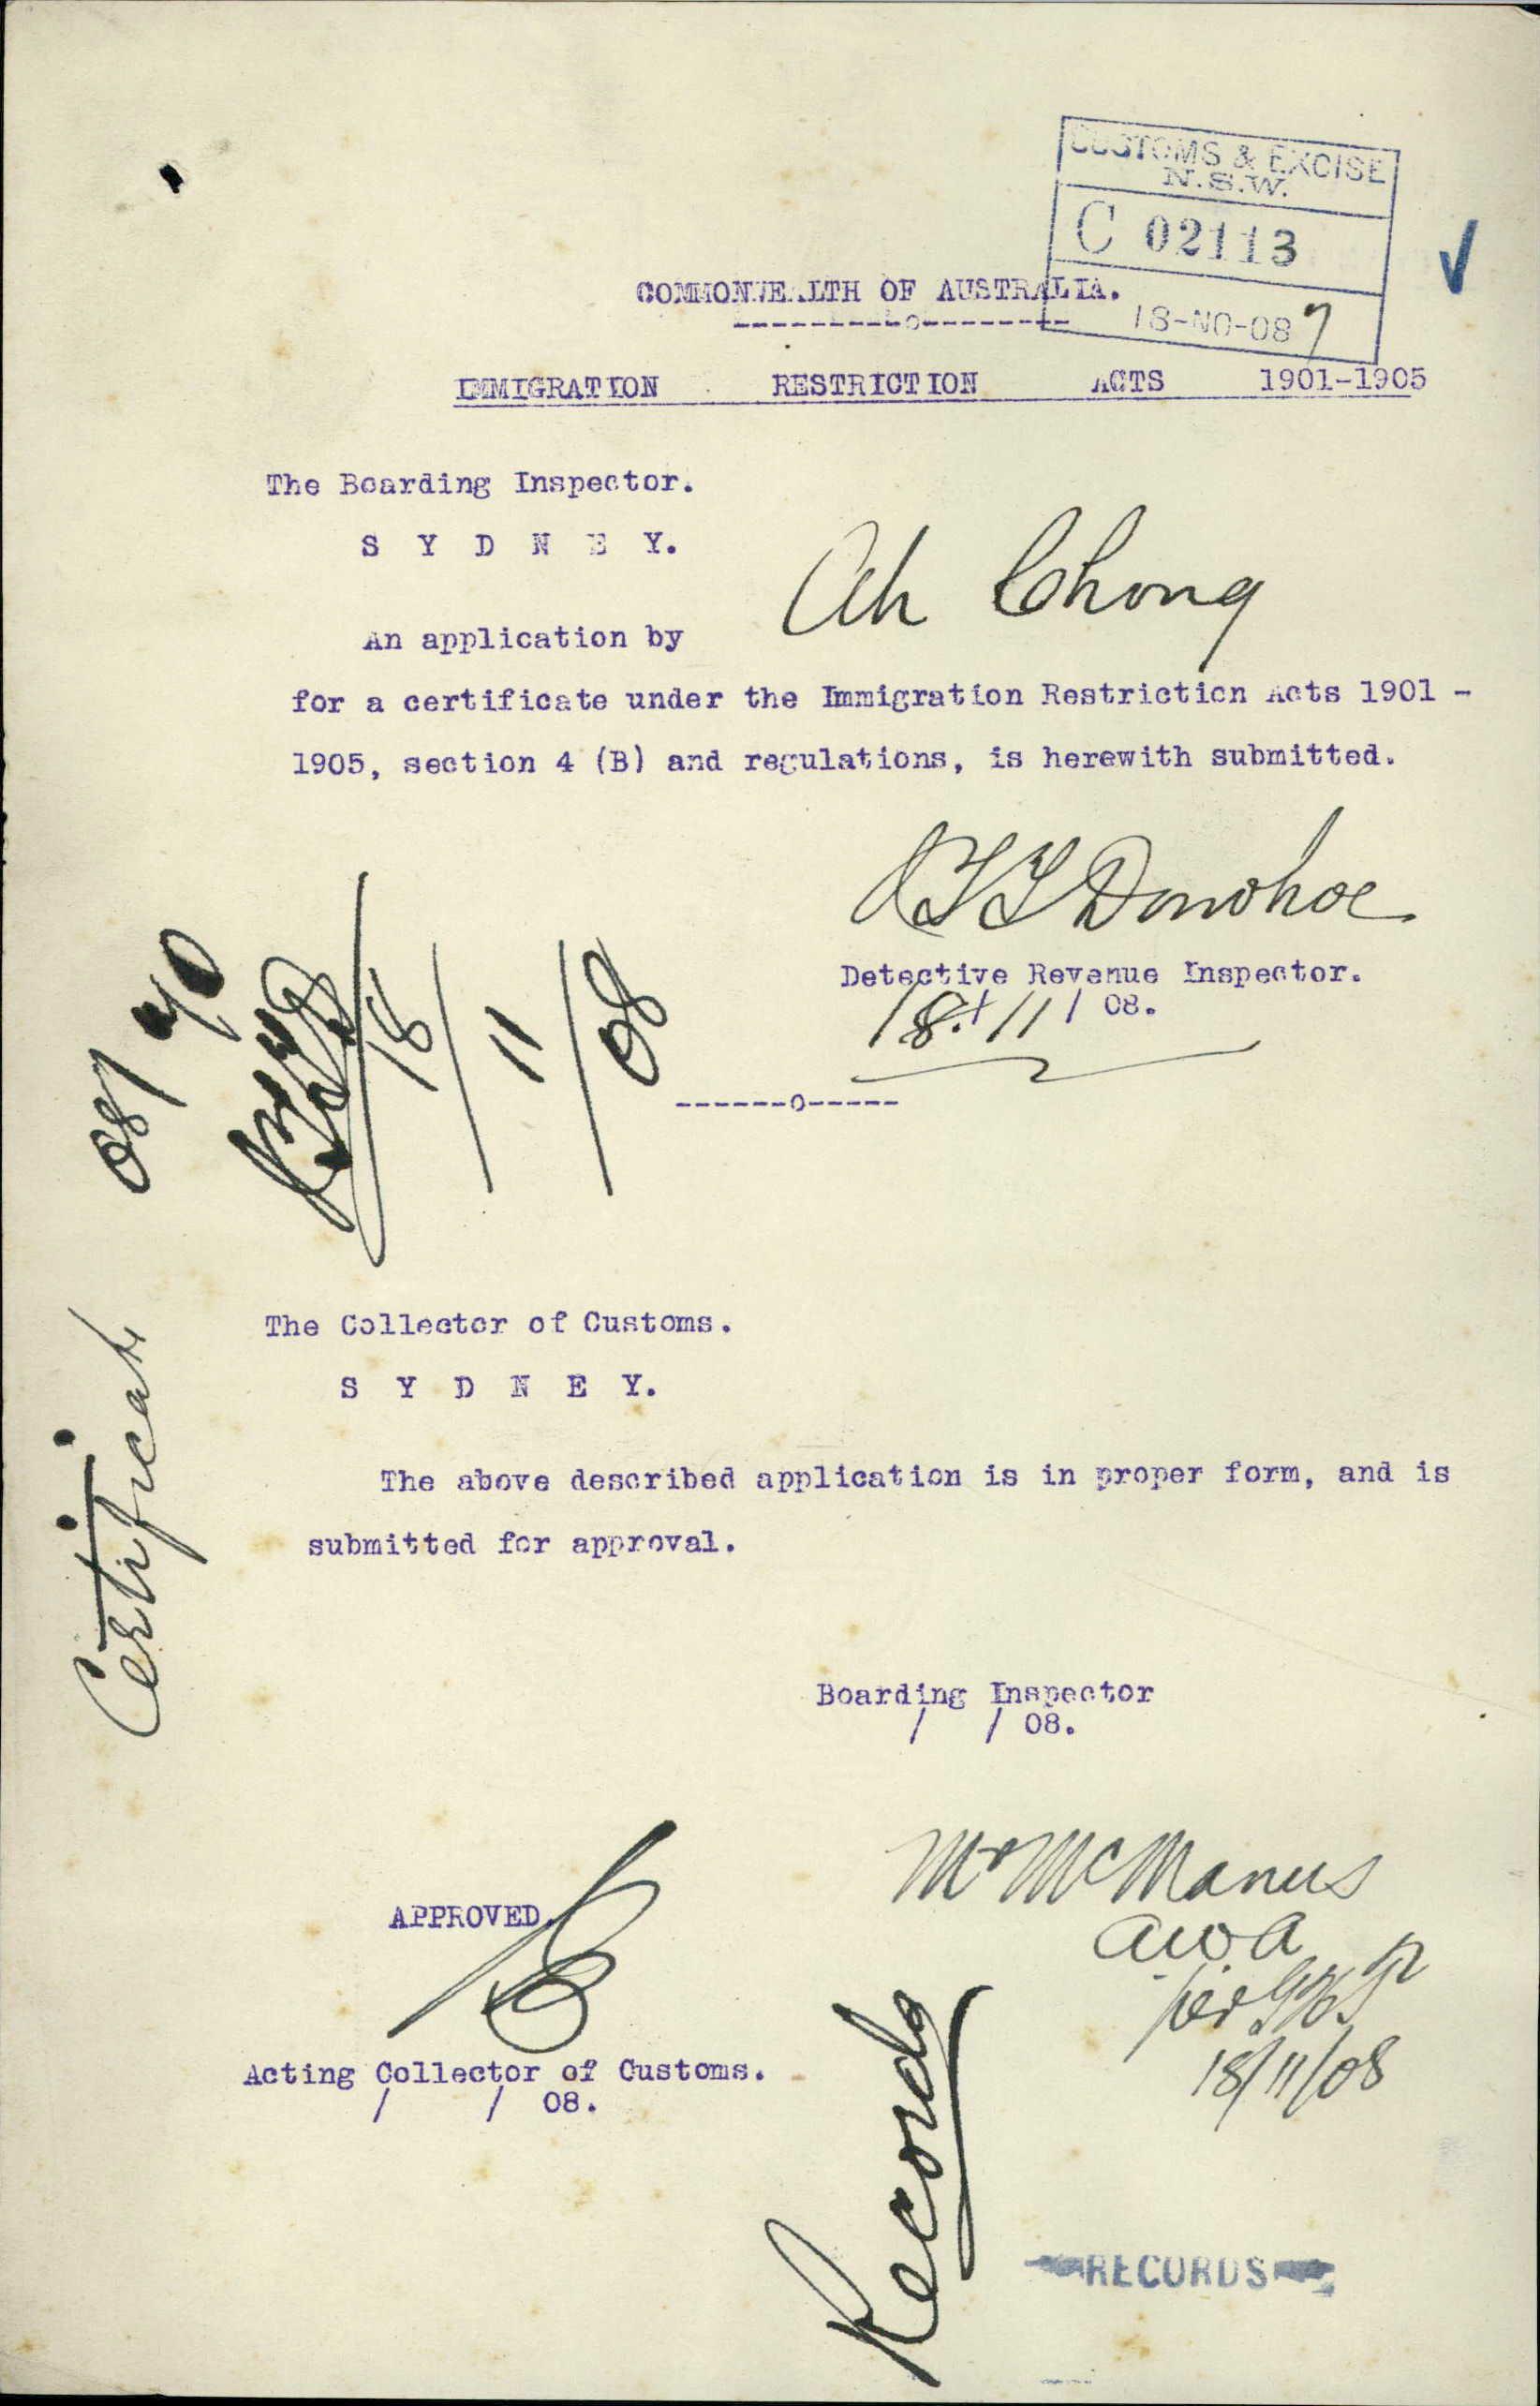 CUSTOMS & EXCISE
N.S.W.
C 02113
18-NO-08 7
COMMONWEALTH OF AUSTRALIA.
---------o--------
IMMIGRATION RESTRICTION ACTS 1901-1905
The Boarding Inspector.
S Y D N E Y.
An application by Ah Chong
for a certificate under the Immigration Restriction Acts 1901 -
1905, section 4 (B) and regulations, is herewith submitted.
Donohoe
Detective Revenue Inspector.
18/11/08.
------o-----
Certificate 08/
18/11/08
The Collector of Customs.
S Y D N E Y.
The above described application is in proper form, and is
submitted for approval.
Boarding Inspector
/ / 08.
APPROVED.
Acting Collector of Customs.
/ / 08.
Mr McManus
per
18/11/08
Records
RECORDS